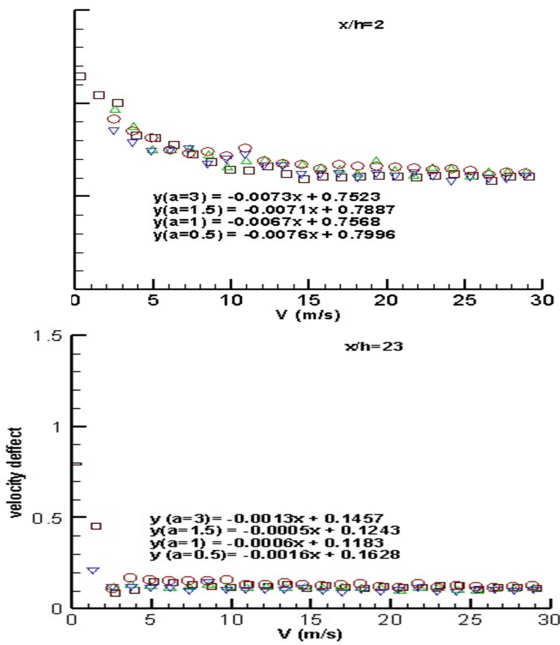 x/h=2
y(a=3) = -0.0073x + 0.7523
y(a=1.5) = -0.0071x + 0.7887
y(a=1) = -0.0067x + 0.7568
y(a=0.5) = -0.0076x + 0.7996
0 5 10 15 20 25 30
V (m/s)
1.5
x/h=23
1
velocity deffect
0.5
y (a=3)= -0.0013x + 0.1457
y (a=1.5)= -0.0005x + 0.1243
y (a=1)= -0.0006x + 0.1183
y (a=0.5)= -0.0016x + 0.1628
0
0 5 10 15 20 25 30
V (m/s)